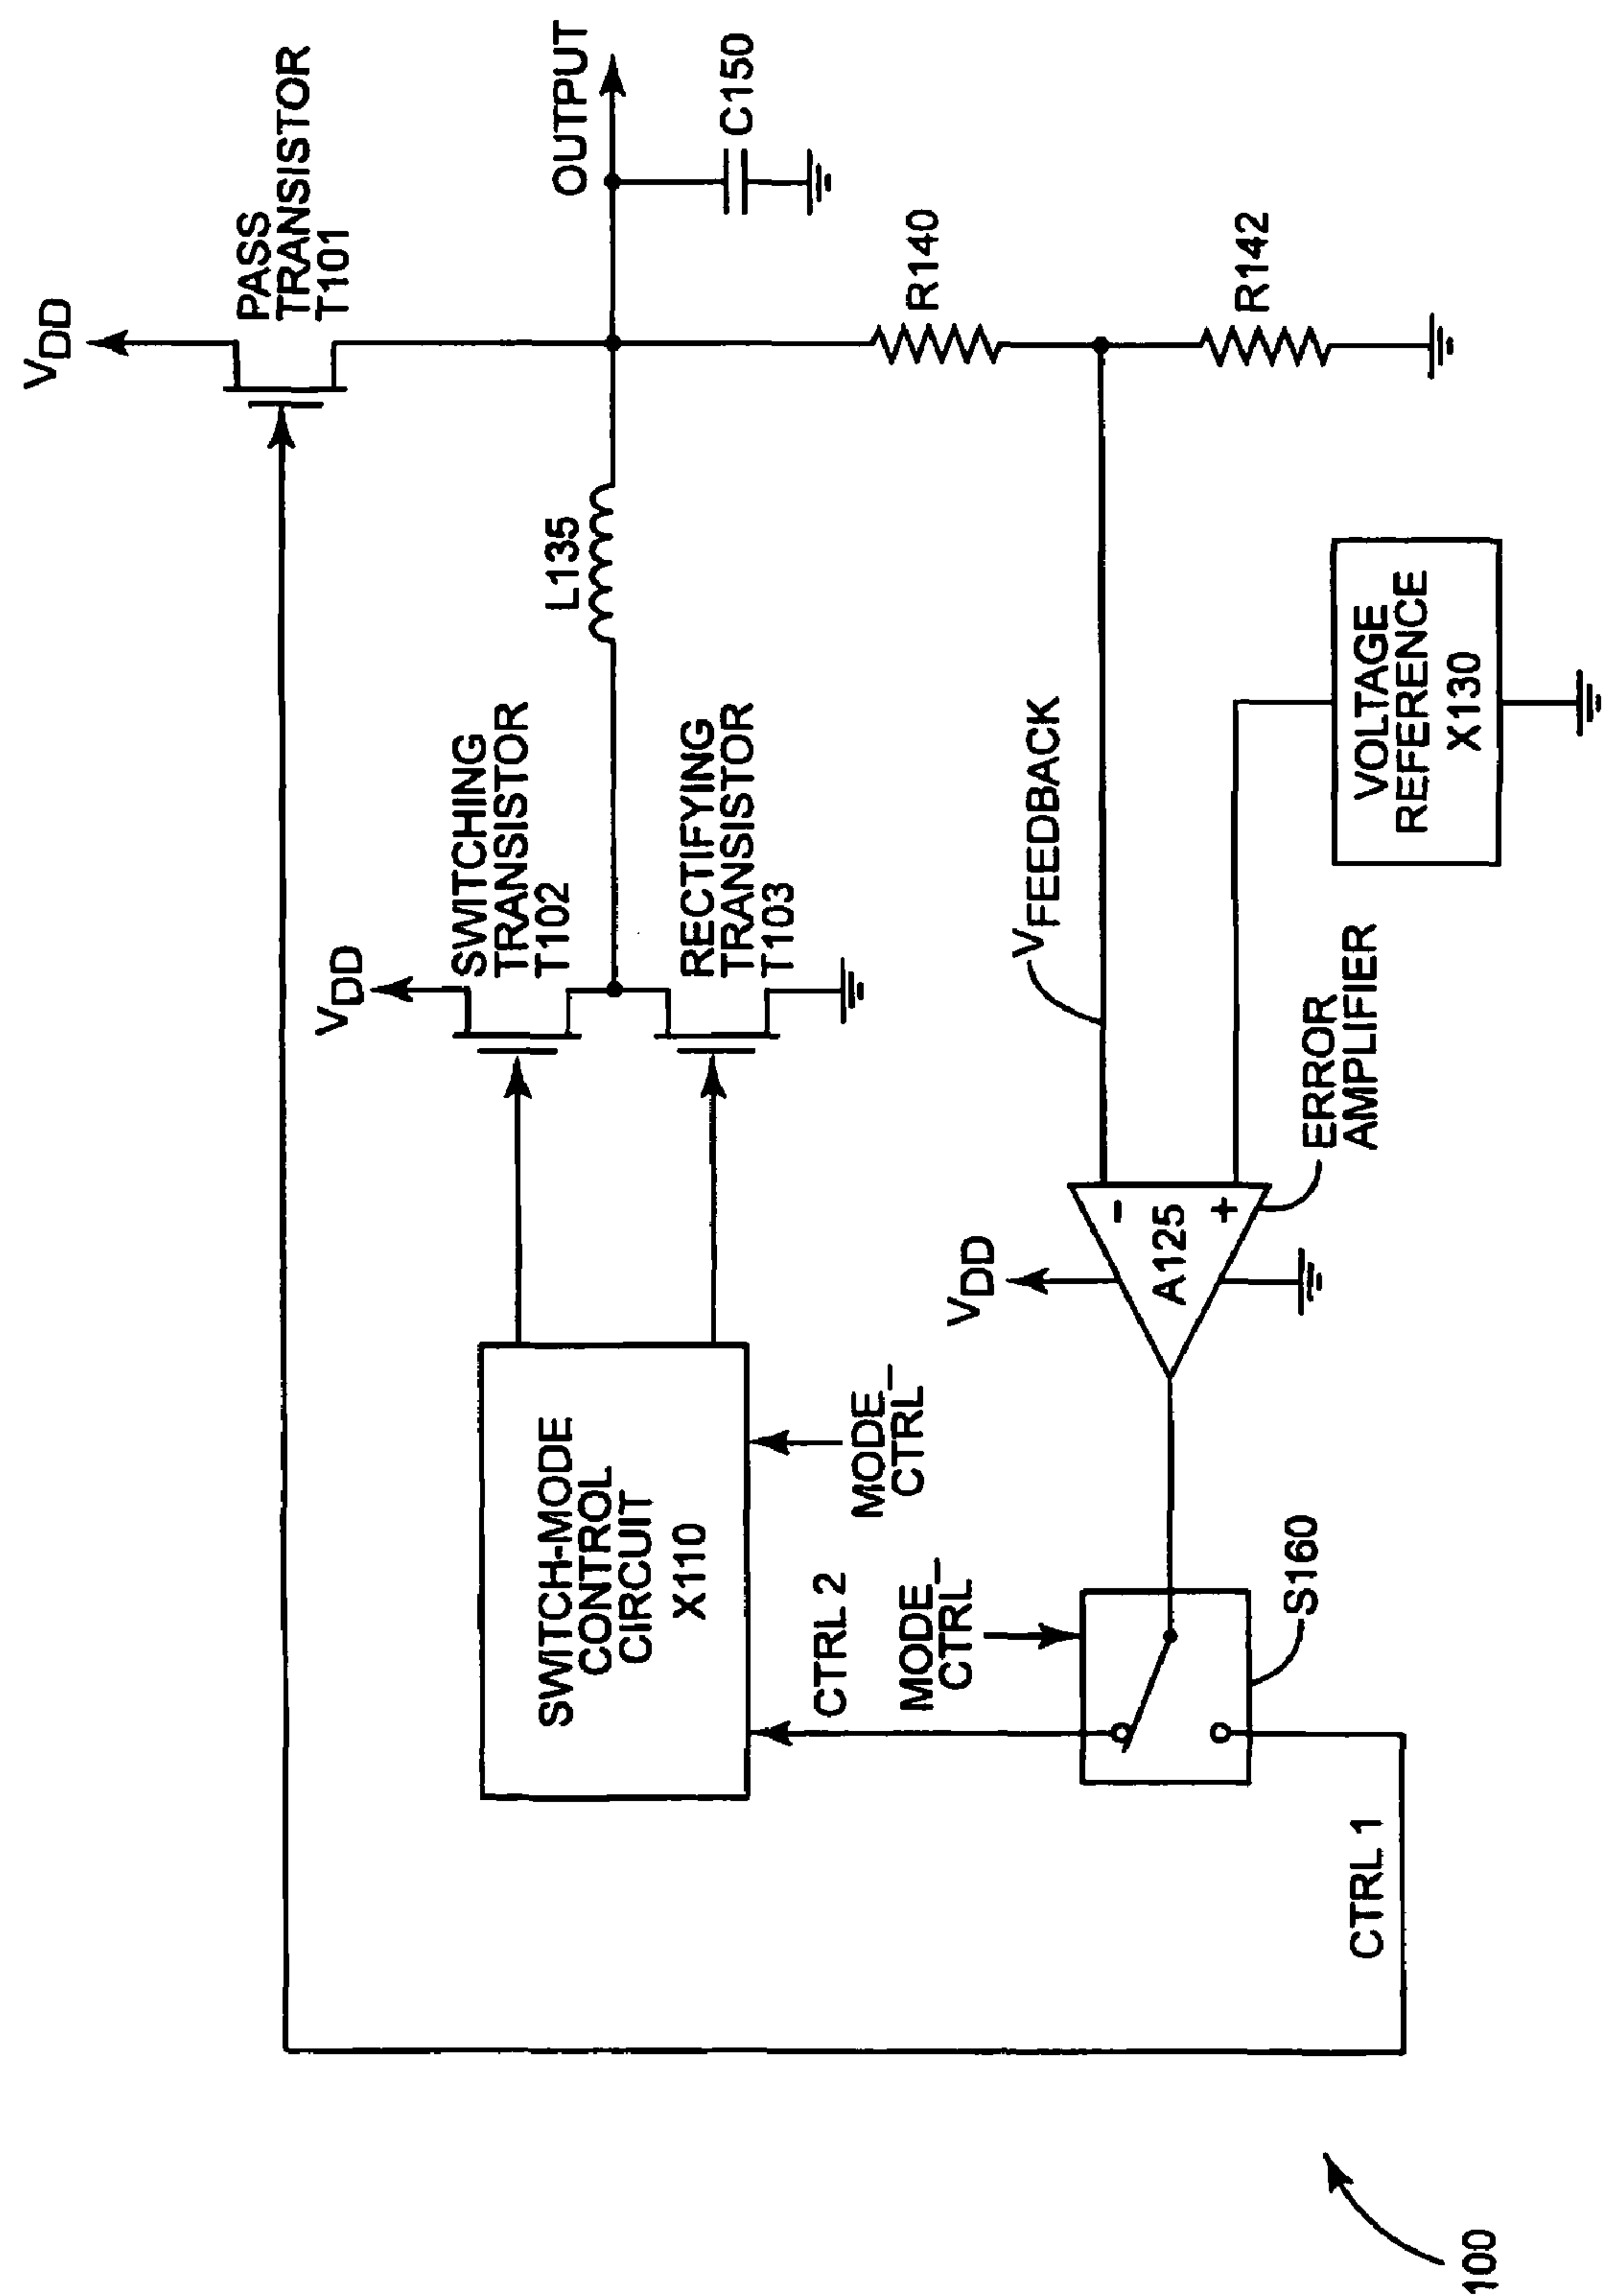 VDD
PASS
TRANSISTOR
T101
OUTPUT
C150
VDD
SWITCHING
TRANSISTOR
T102
L135
RECTIFYING
TRANSISTOR
T103
R140
R142
SWITCH-MODE
CONTROL
CIRCUIT
X110
MODE_
CTRL
CTRL 2
MODE_
CTRL
VDD
VFEEDBACK
-
A125
+
ERROR
AMPLIFIER
VOLTAGE
REFERENCE
X130
S160
CTRL 1
100